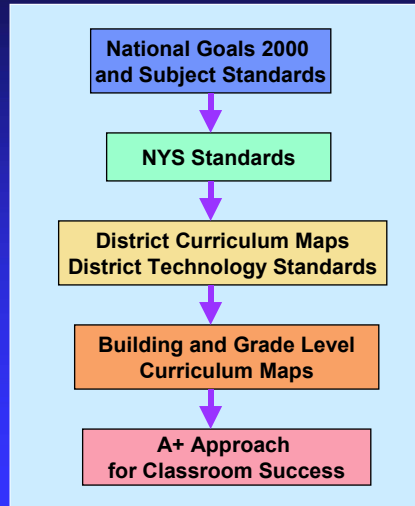 National Goals 2000
and Subject Standards
NYS Standards
District Curriculum Maps
District Technology Standards
Building and Grade Level
Curriculum Maps
A+ Approach
for Classroom Success